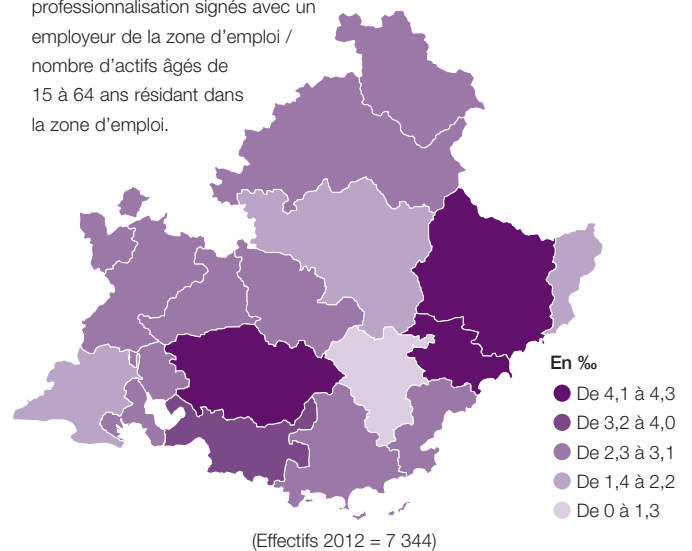 professionnalisation signés avec un
employeur de la zone d’emploi /
nombre d’actifs âgés de
15 à 64 ans résidant dans
la zone d’emploi.
En ‰
De 4,1 à 4,3
De 3,2 à 4,0
De 2,3 à 3,1
De 1,4 à 2,2
De 0 à 1,3
(Effectifs 2012 = 7 344)